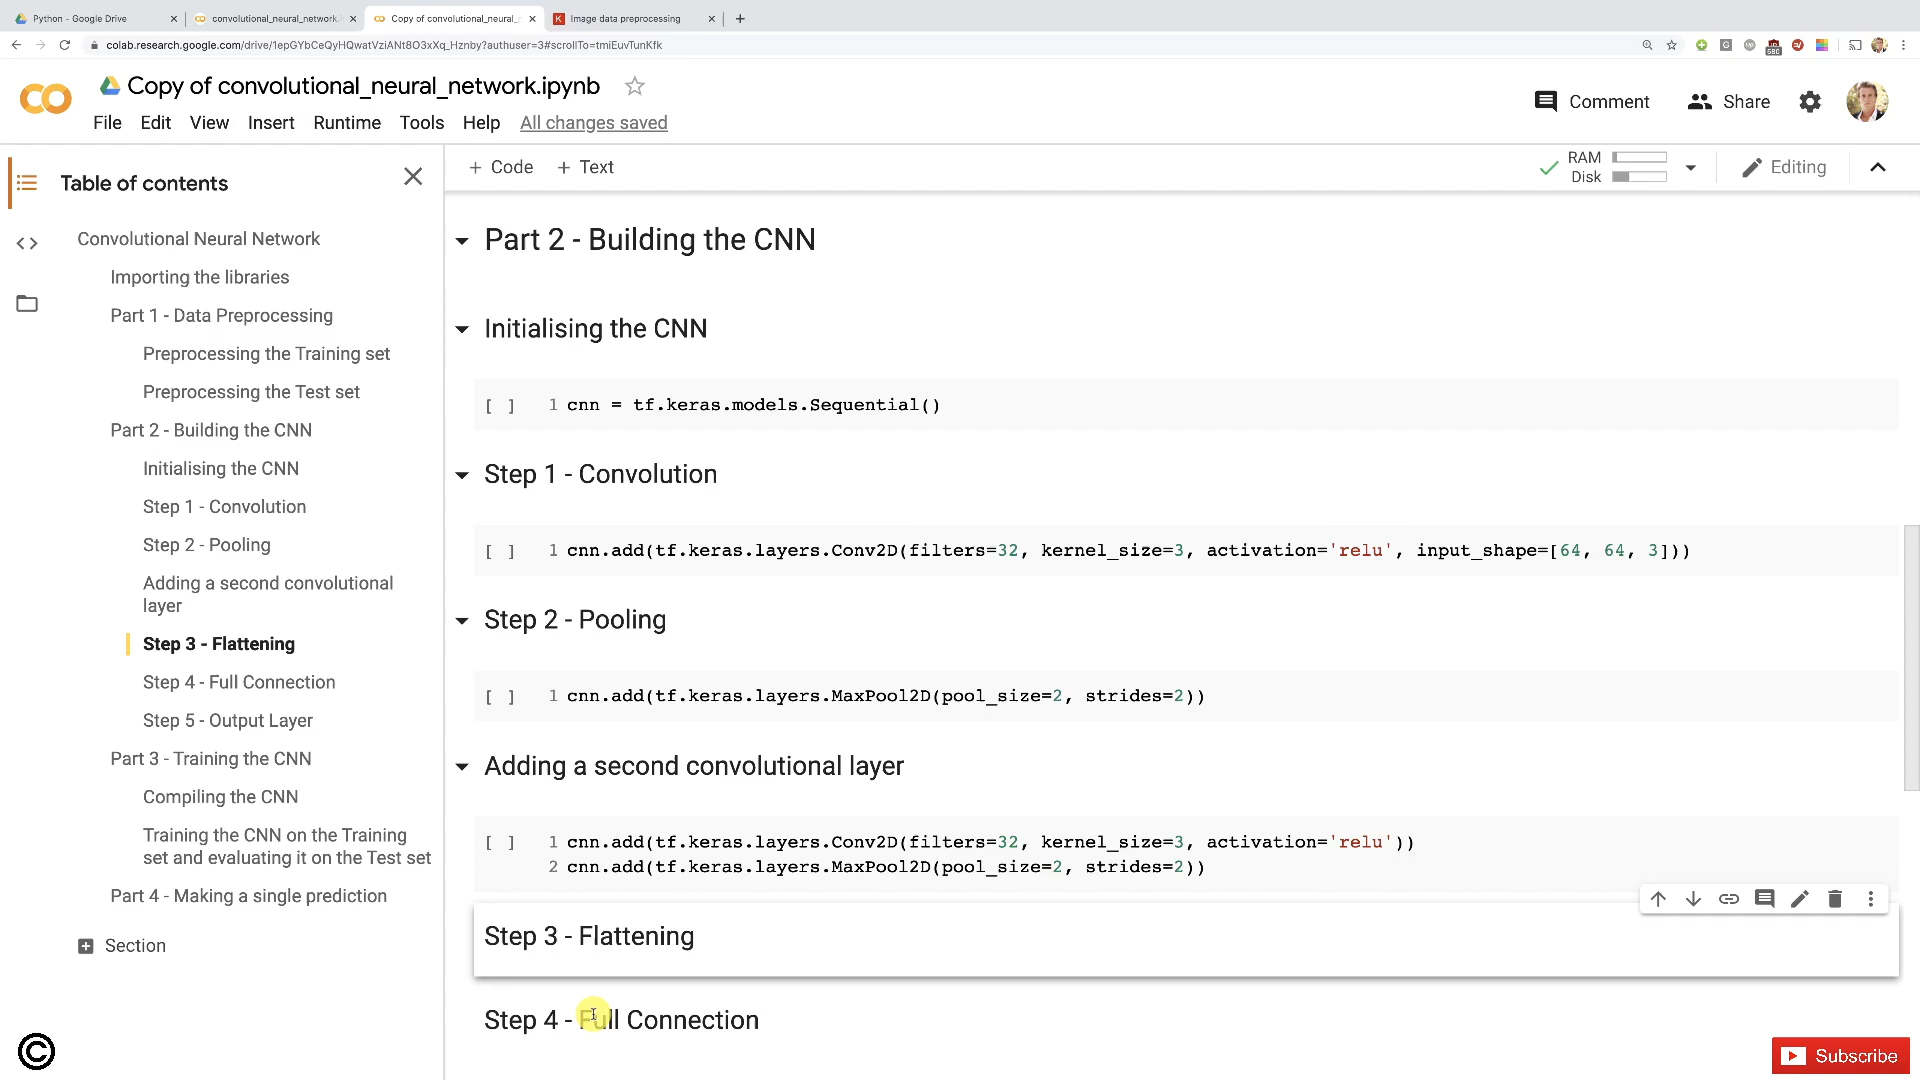 Python - Google Drive
convolutional_neural_network.i
Copy of convolutional_neural_
Image data preprocessing
colab.research.google.com/drive/1epGYbCeQyHQwatVziANt8O3xXq_Hznby?authuser=3#scrollTo=tmiEuvTunKfk
Copy of convolutional_neural_network.ipynb
Comment
Share
File Edit View Insert Runtime Tools Help All changes saved
Table of contents
+ Code + Text
RAM
Disk
Editing
Convolutional Neural Network
Importing the libraries
Part 1 - Data Preprocessing
Preprocessing the Training set
Preprocessing the Test set
Part 2 - Building the CNN
Initialising the CNN
Step 1 - Convolution
Step 2 - Pooling
Adding a second convolutional
layer
Step 3 - Flattening
Step 4 - Full Connection
Step 5 - Output Layer
Part 3 - Training the CNN
Compiling the CNN
Training the CNN on the Training
set and evaluating it on the Test set
Part 4 - Making a single prediction
Section
Part 2 - Building the CNN
Initialising the CNN
[ ] 1 cnn = tf.keras.models.Sequential()
Step 1 - Convolution
[ ] 1 cnn.add(tf.keras.layers.Conv2D(filters=32, kernel_size=3, activation='relu', input_shape=[64, 64, 3]))
Step 2 - Pooling
[ ] 1 cnn.add(tf.keras.layers.MaxPool2D(pool_size=2, strides=2))
Adding a second convolutional layer
[ ] 1 cnn.add(tf.keras.layers.Conv2D(filters=32, kernel_size=3, activation='relu'))
2 cnn.add(tf.keras.layers.MaxPool2D(pool_size=2, strides=2))
Step 3 - Flattening
Step 4 - Full Connection
©
Subscribe